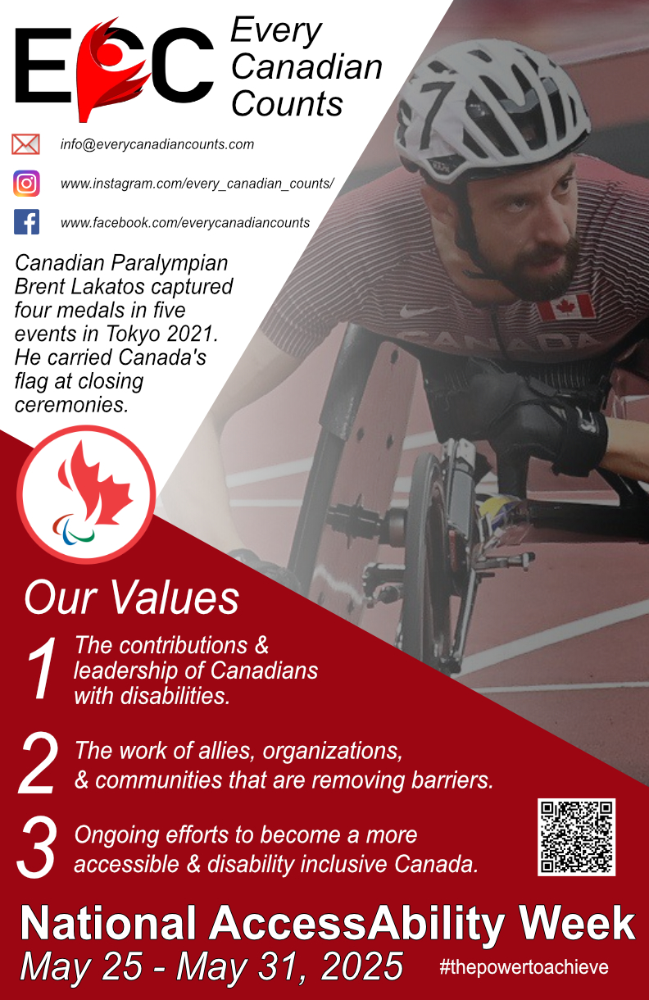 ECC
Every
Canadian
Counts
info@everycanadiancounts.com
www.instagram.com/every_canadian_counts/
www.facebook.com/everycanadiancounts
Canadian Paralympian
Brent Lakatos captured
four medals in five
events in Tokyo 2021.
He carried Canada's
flag at closing
ceremonies.
7
CANADA
Our Values
1
The contributions &
leadership of Canadians
with disabilities.
2
The work of allies, organizations,
& communities that are removing barriers.
3
Ongoing efforts to become a more
accessible & disability inclusive Canada.
National AccessAbility Week
May 25 - May 31, 2025
#thepowertoachieve